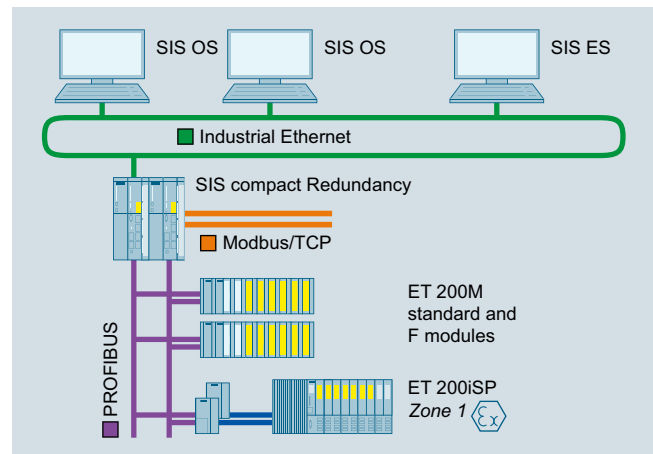 SIS OS
SIS OS
SIS ES
Industrial Ethernet
SIS compact Redundancy
Modbus/TCP
PROFIBUS
ET 200M
standard and
F modules
ET 200iSP
Zone 1 Ex